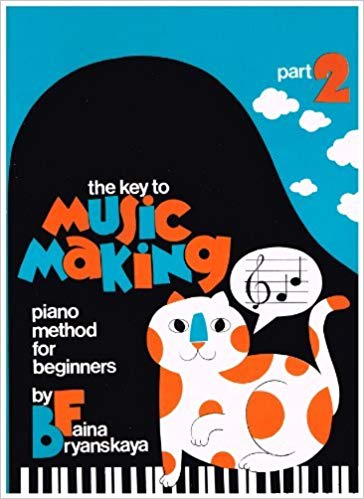 part 2
the key to
Music
Making
piano
method
for
beginners
by
Faina
Bryanskaya